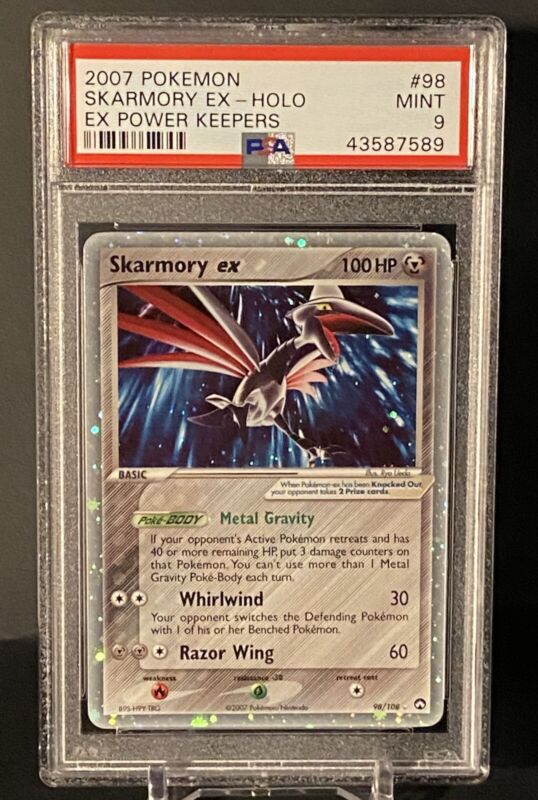 2007 POKEMON #98
SKARMORY EX - HOLO MINT
EX POWER KEEPERS 9
PSA 43587589
Skarmory ex 100 HP
BASIC
Illus. Ryo Ueda
When Pokémon-ex has been Knocked Out,
your opponent takes 2 Prize cards.
Poké-BODY Metal Gravity
If your opponent's Active Pokémon retreats and has
40 or more remaining HP, put 3 damage counters on
that Pokémon. You can't use more than 1 Metal
Gravity Poké-Body each turn.
Whirlwind 30
Your opponent switches the Defending Pokémon
with 1 of his or her Benched Pokémon.
Razor Wing 60
weakness resistance -30 retreat cost
©2007 Pokémon/Nintendo 98/108